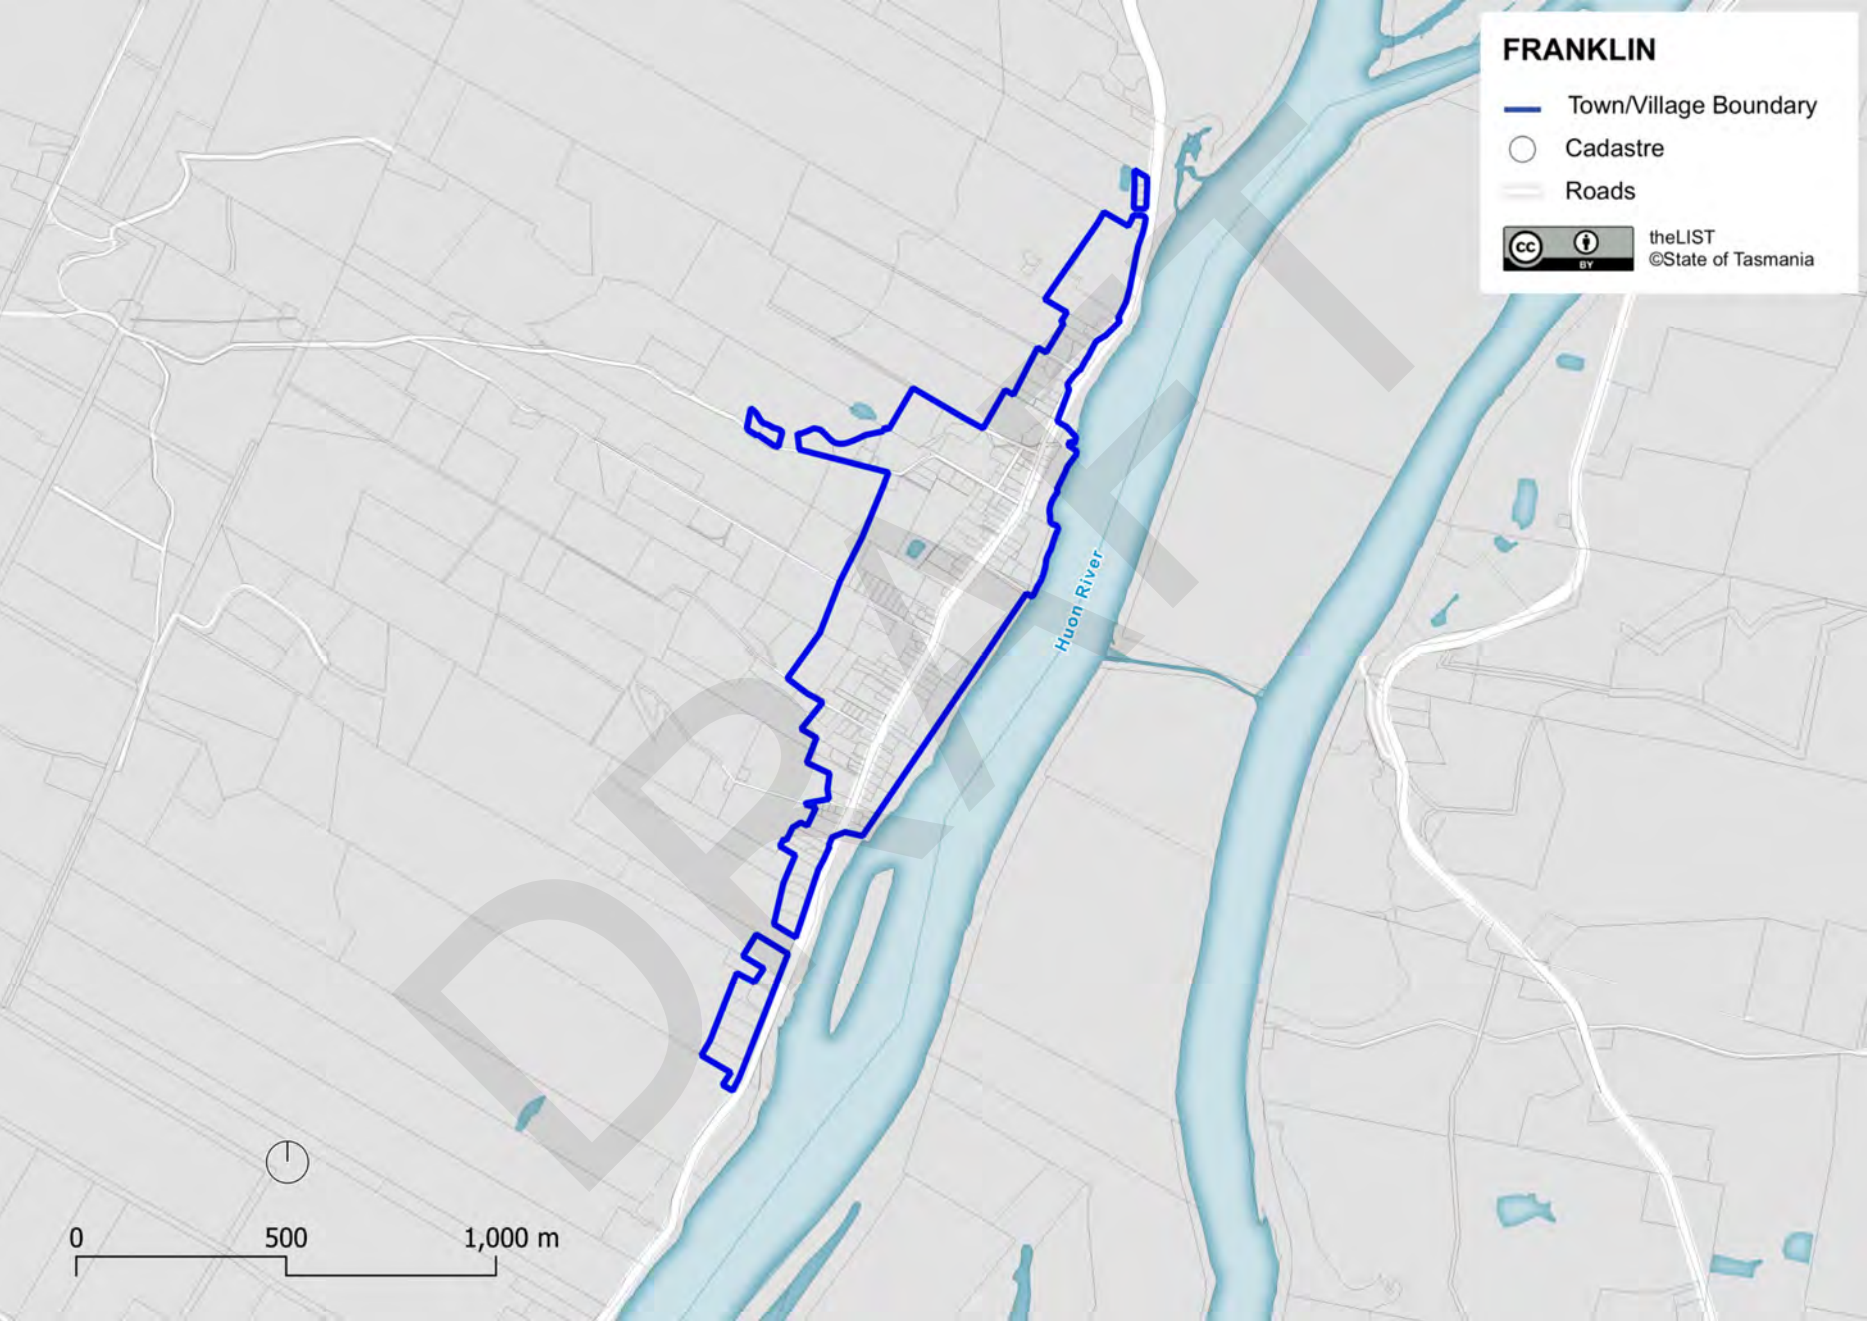 FRANKLIN
Town/Village Boundary
Cadastre
Roads
cc BY
theLIST
©State of Tasmania
Huon River
DRAFT
0 500 1,000 m